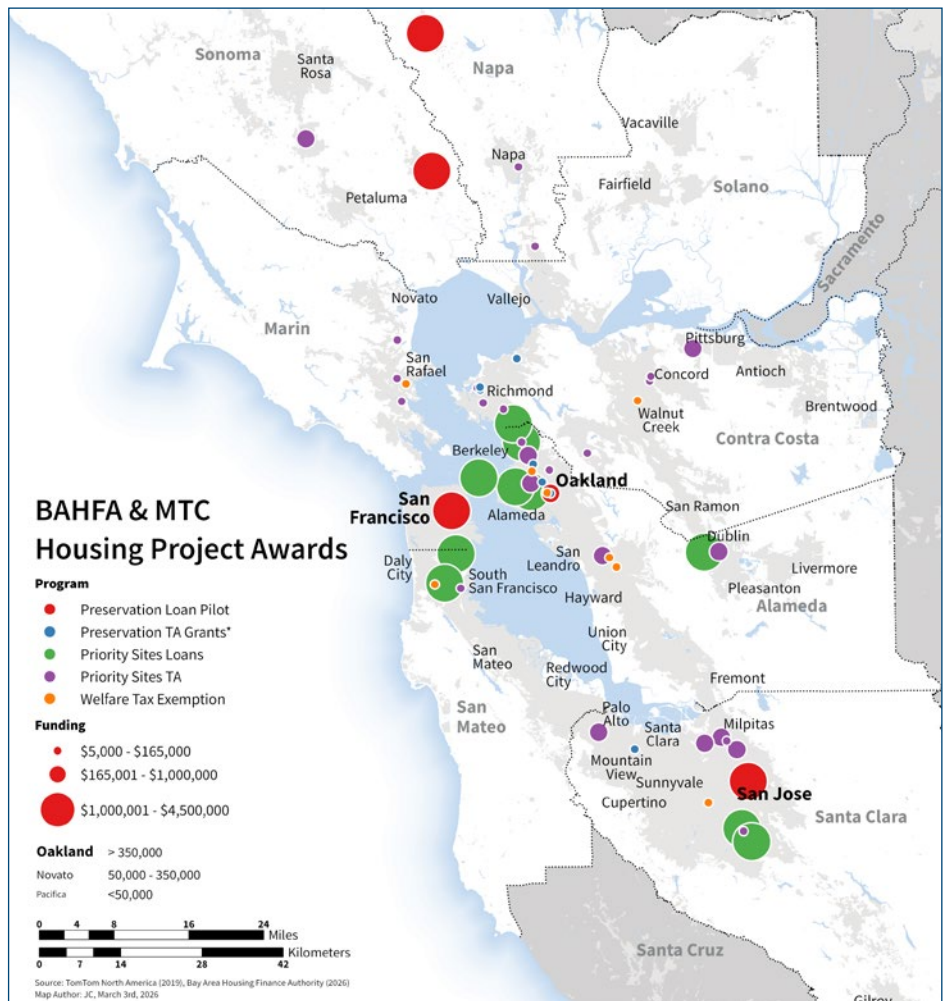 Sonoma
Santa
Rosa
Napa
Vacaville
Napa
Fairfield
Solano
Petaluma
Sacramento
Novato
Vallejo
Marin
Pittsburg
San
Rafael
Concord
Antioch
Richmond
Brentwood
Walnut
Creek
Contra Costa
Berkeley
Oakland
San
Francisco
Alameda
San Ramon
BAHFA & MTC
Housing Project Awards
Dublin
Daly
City
San
Leandro
Livermore
South
San Francisco
Pleasanton
Hayward
Alameda
Program
Preservation Loan Pilot
Preservation TA Grants*
Priority Sites Loans
Priority Sites TA
Welfare Tax Exemption
Union
City
San
Mateo
Redwood
City
Fremont
San
Mateo
Palo
Alto
Santa
Clara
Milpitas
Mountain
View
Sunnyvale
Cupertino
San Jose
Santa Clara
Funding
$5,000 - $165,000
$165,001 - $1,000,000
$1,000,001 - $4,500,000
Oakland > 350,000
Novato 50,000 - 350,000
Pacifica <50,000
0 4 8 16 24
Miles
Kilometers
0 7 14 28 42
Santa Cruz
Source: TomTom North America (2019), Bay Area Housing Finance Authority (2026)
Map Author: JC, March 3rd, 2026
Gilroy